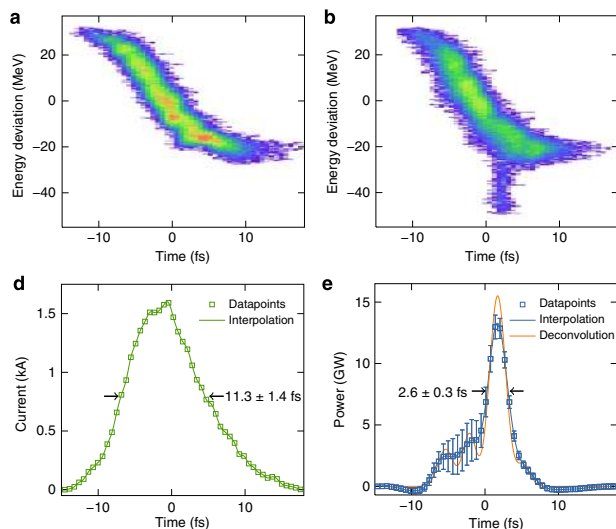 a
b
Energy deviation (MeV)
20
0
−20
−40
−10
0
10
Time (fs)
Energy deviation (MeV)
20
0
−20
−40
−10
0
10
Time (fs)
d
e
Current (kA)
1.5
1
0.5
0
Datapoints
Interpolation
11.3 ± 1.4 fs
−10
0
10
Time (fs)
Power (GW)
15
10
5
0
Datapoints
Interpolation
Deconvolution
2.6 ± 0.3 fs
−10
0
10
Time (fs)